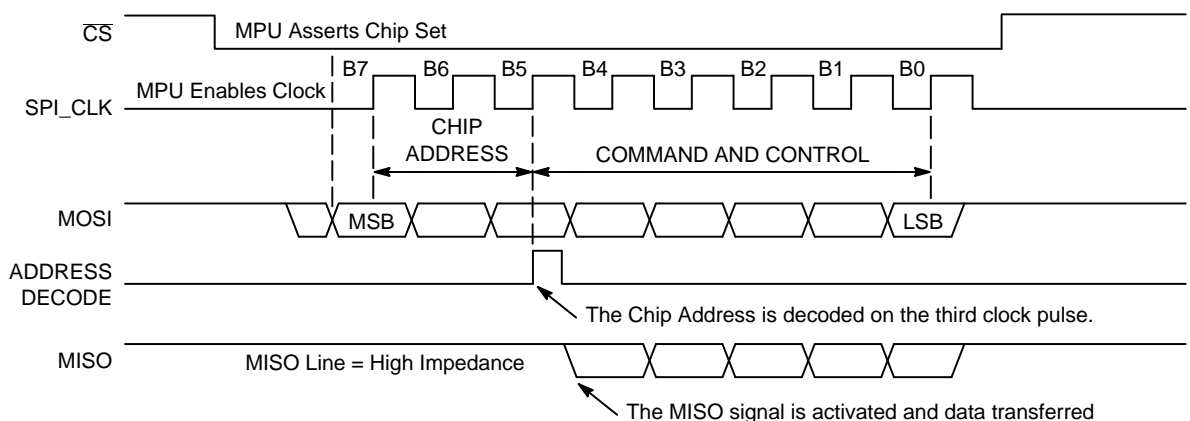 CS
MPU Asserts Chip Set
B7 B6 B5 B4 B3 B2 B1 B0
MPU Enables Clock
SPI_CLK
CHIP
ADDRESS
COMMAND AND CONTROL
MOSI
MSB
LSB
ADDRESS
DECODE
The Chip Address is decoded on the third clock pulse.
MISO
MISO Line = High Impedance
The MISO signal is activated and data transferred